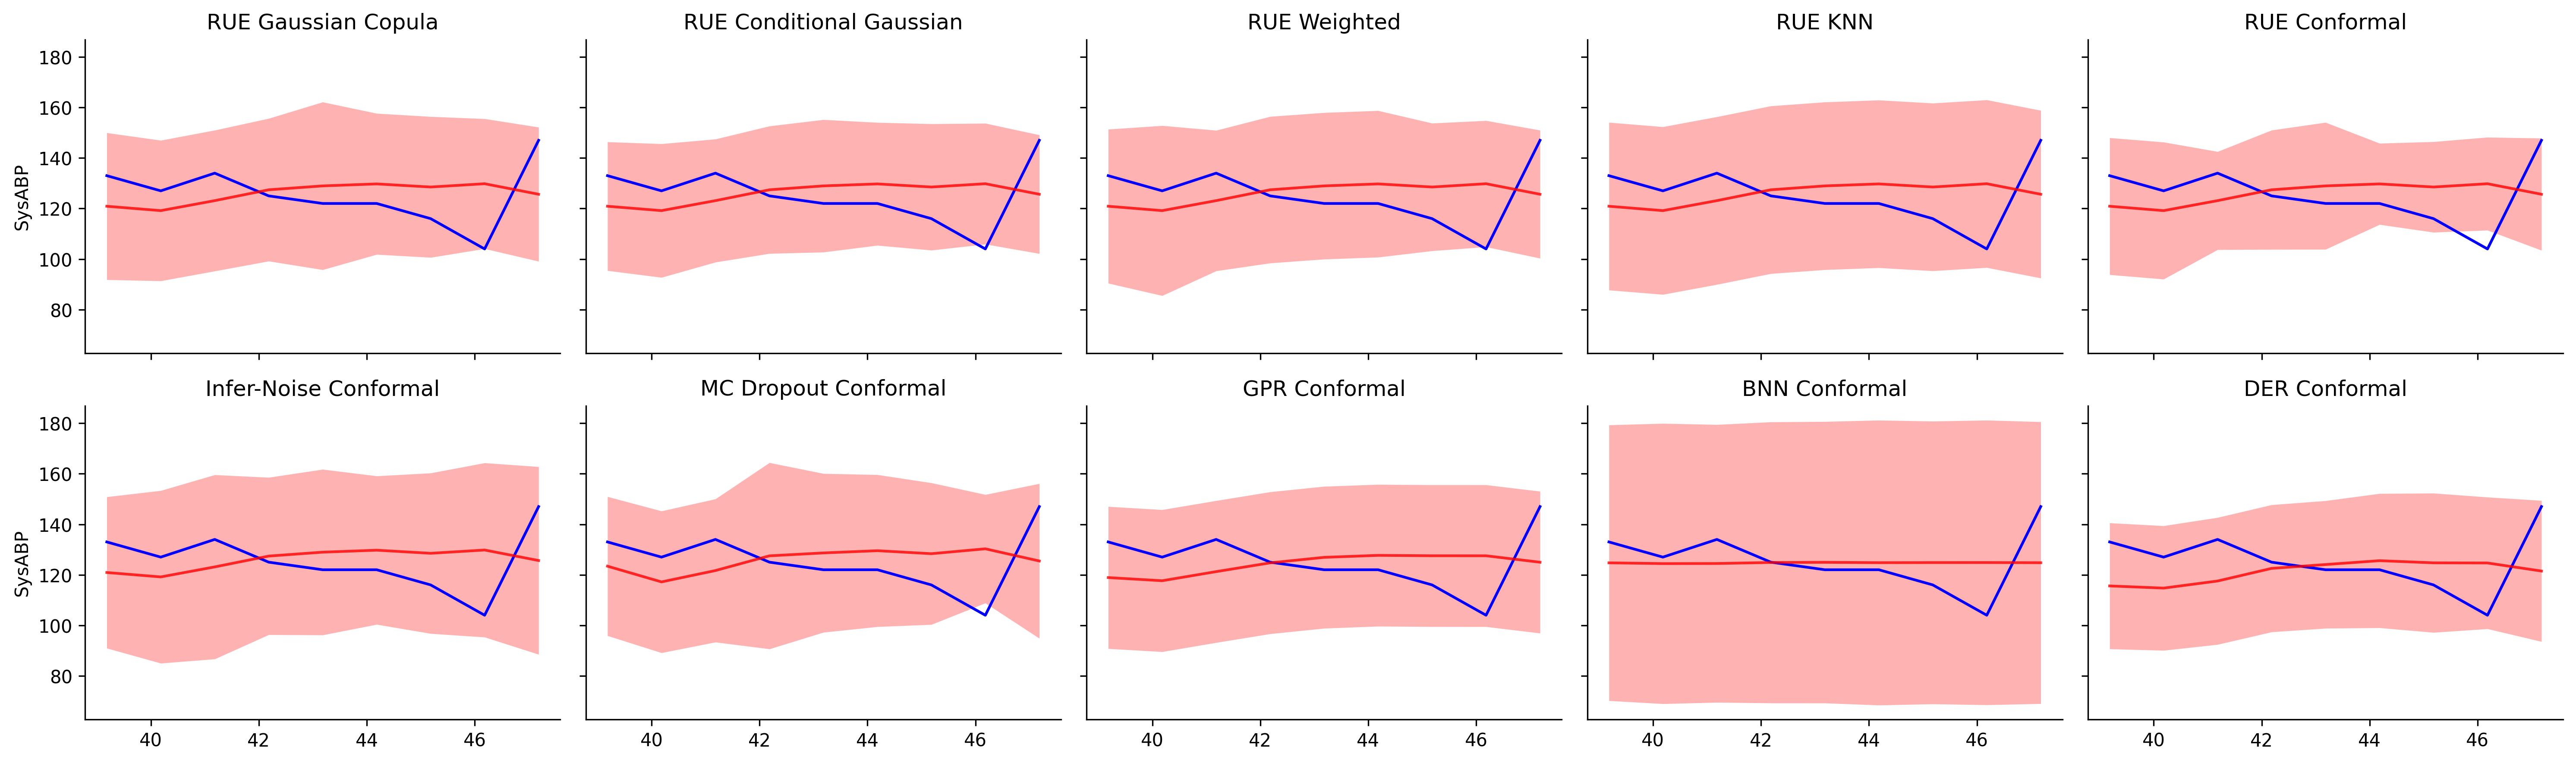 RUE Gaussian Copula
RUE Conditional Gaussian
RUE Weighted
RUE KNN
RUE Conformal
180
160
140
120
100
80
SysABP
Infer-Noise Conformal
MC Dropout Conformal
GPR Conformal
BNN Conformal
DER Conformal
180
160
140
120
100
80
SysABP
40 42 44 46
40 42 44 46
40 42 44 46
40 42 44 46
40 42 44 46